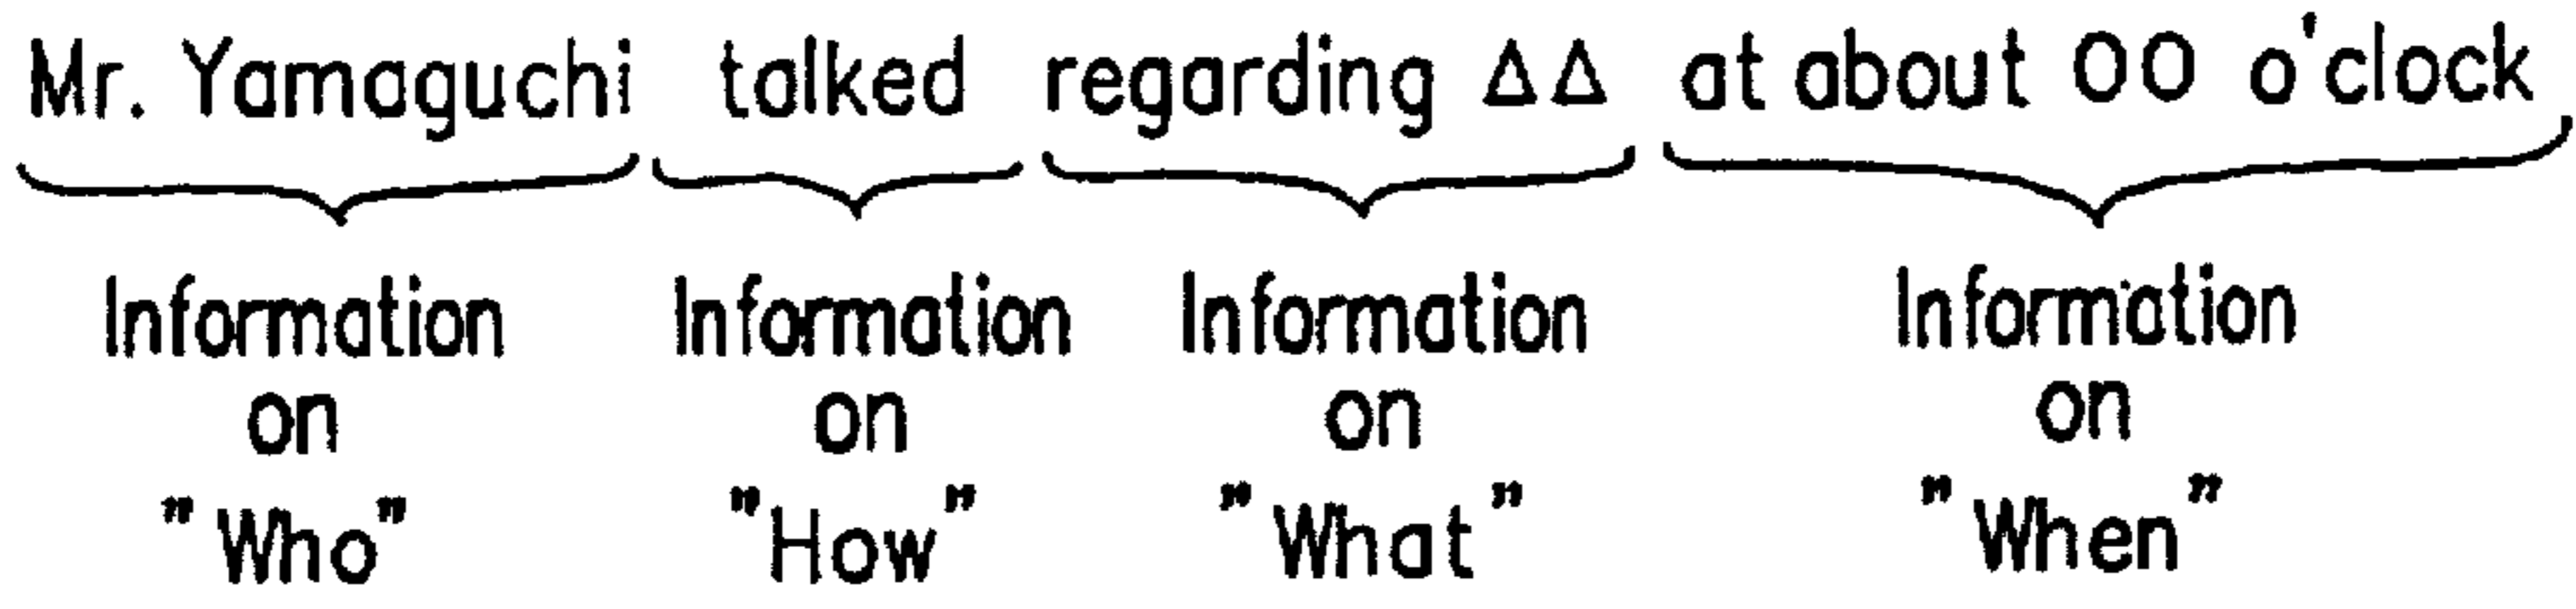 Mr. Yamaguchi talked regarding ΔΔ at about OO o'clock
Information Information Information Information
on on on on
"Who" "How" "What" "When"